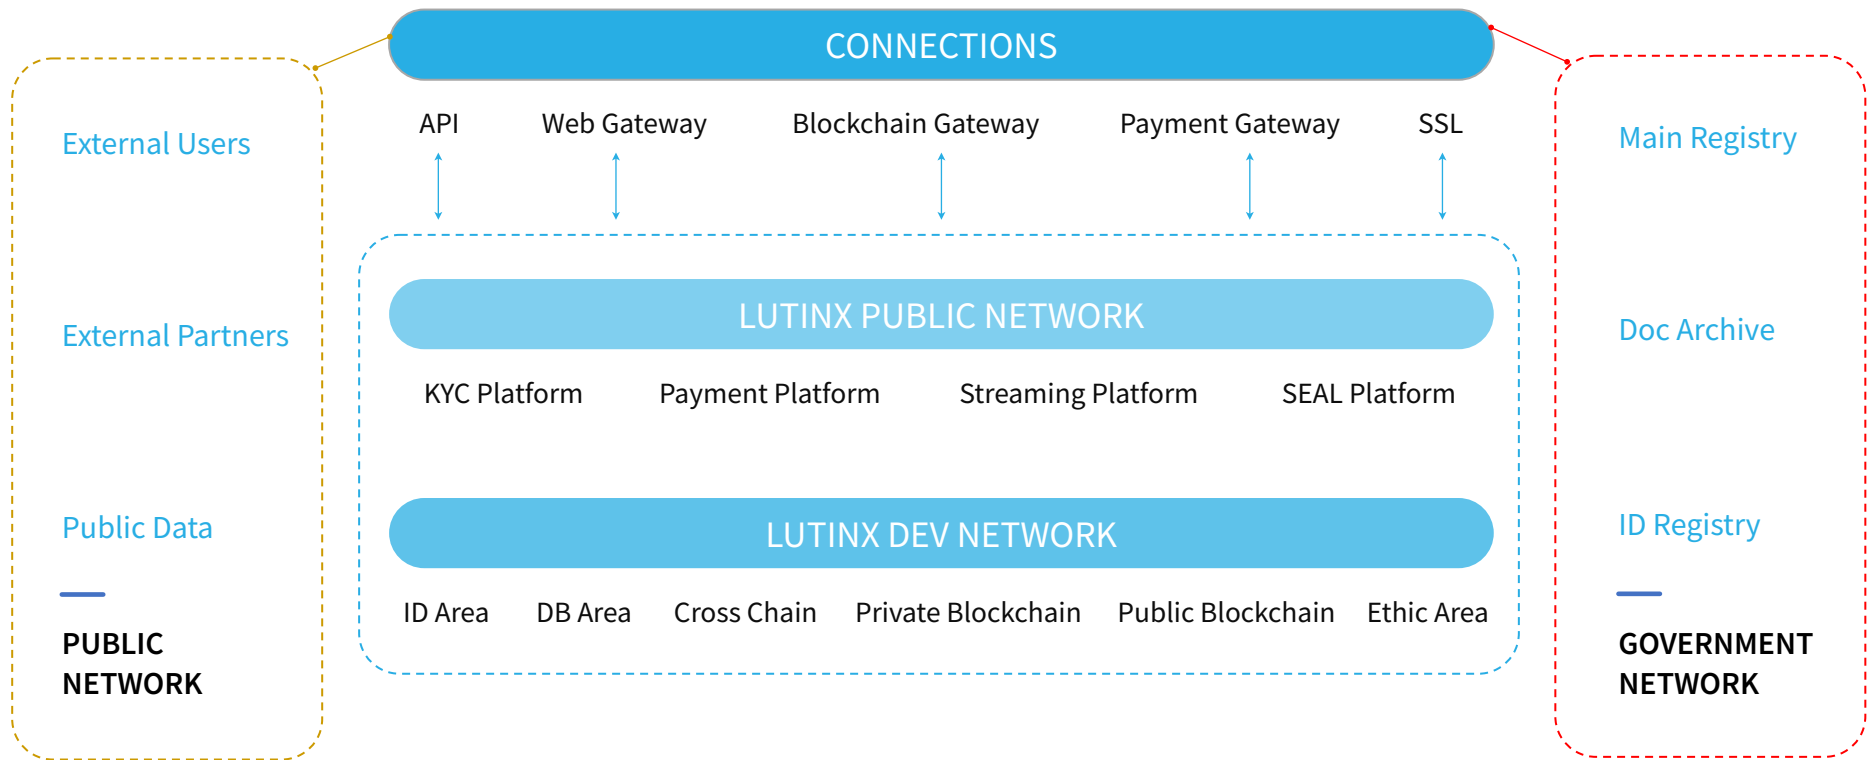 CONNECTIONS
API Web Gateway Blockchain Gateway Payment Gateway SSL
External Users
External Partners
Public Data
PUBLIC
NETWORK
LUTINX PUBLIC NETWORK
KYC Platform Payment Platform Streaming Platform SEAL Platform
LUTINX DEV NETWORK
ID Area DB Area Cross Chain Private Blockchain Public Blockchain Ethic Area
Main Registry
Doc Archive
ID Registry
GOVERNMENT
NETWORK